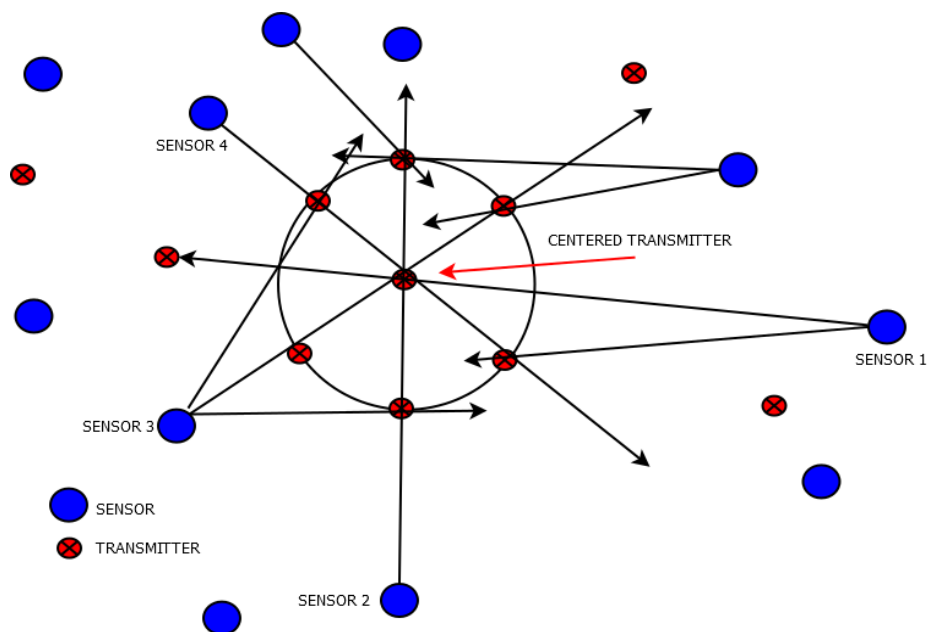 SENSOR 4
CENTERED TRANSMITTER
SENSOR 1
SENSOR 3
SENSOR
TRANSMITTER
SENSOR 2